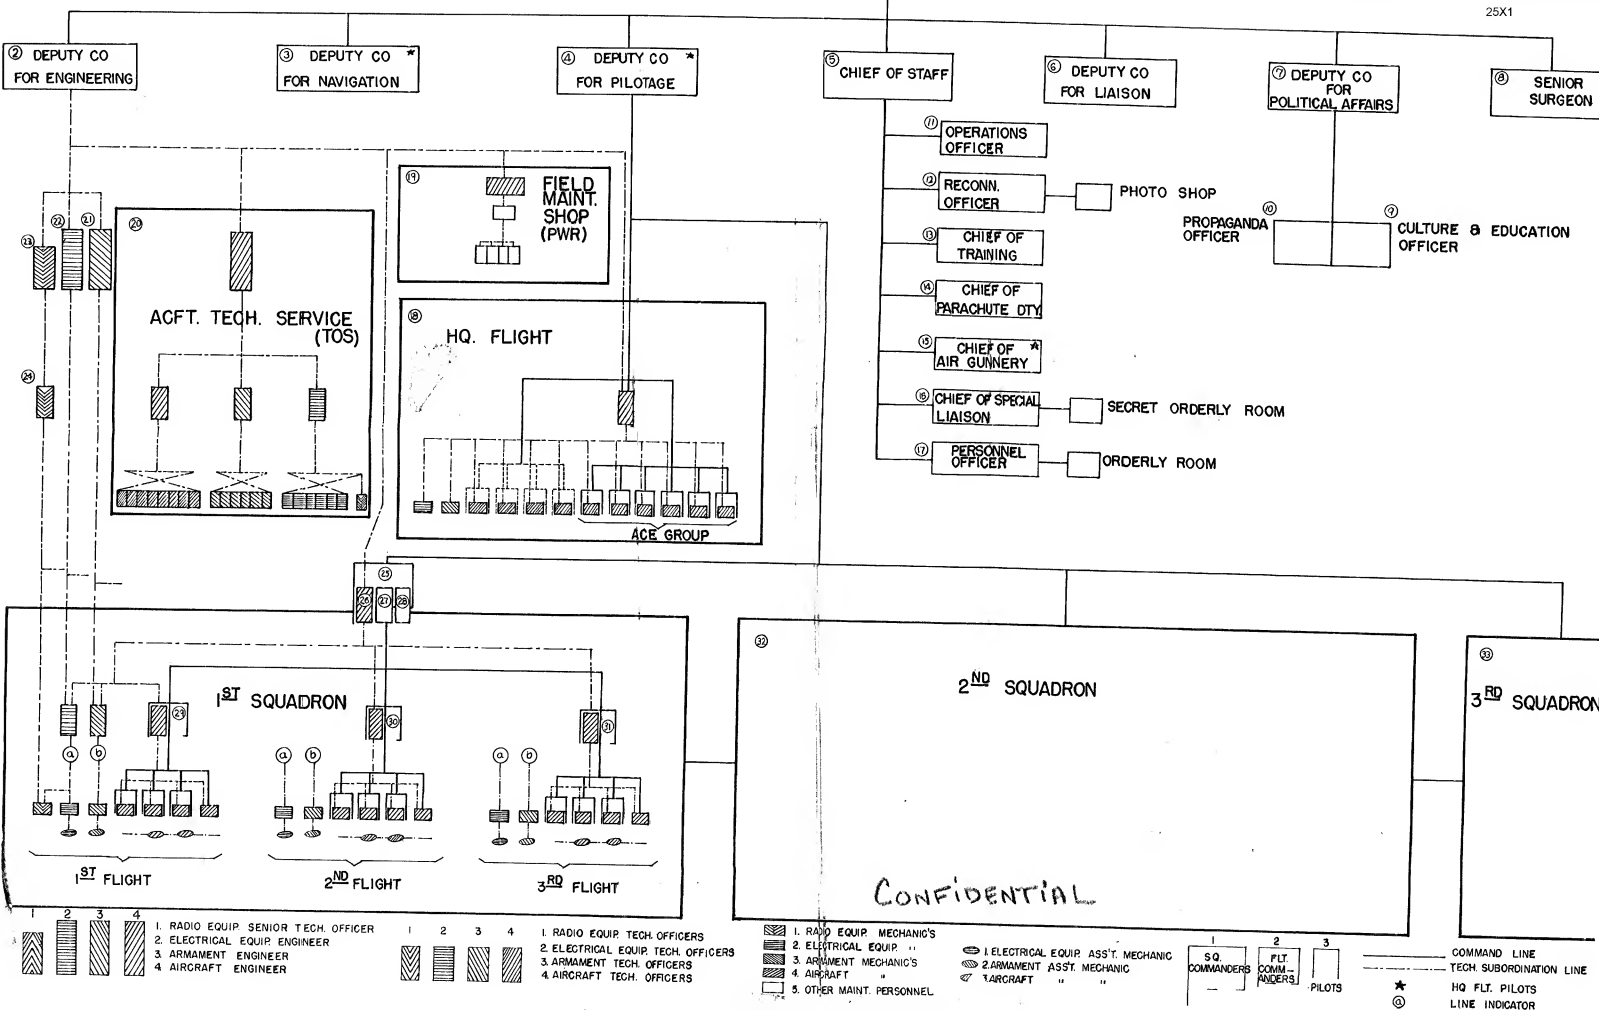 25X1
② DEPUTY CO
FOR ENGINEERING
③ DEPUTY CO *
FOR NAVIGATION
④ DEPUTY CO *
FOR PILOTAGE
⑤ CHIEF OF STAFF
⑥ DEPUTY CO
FOR LIAISON
⑦ DEPUTY CO
FOR
POLITICAL AFFAIRS
⑧ SENIOR
SURGEON
⑪ OPERATIONS
OFFICER
⑫ RECONN.
OFFICER
PHOTO SHOP
⑬ CHIEF OF
TRAINING
⑭ CHIEF OF
PARACHUTE DTY
⑮ CHIEF OF *
AIR GUNNERY
⑯ CHIEF OF SPECIAL
LIAISON
SECRET ORDERLY ROOM
⑰ PERSONNEL
OFFICER
ORDERLY ROOM
⑩
PROPAGANDA
OFFICER
⑨
CULTURE & EDUCATION
OFFICER
㉓
㉒
㉑
㉔
⑳
ACFT. TECH. SERVICE
(TOS)
⑲
FIELD
MAINT.
SHOP
(PWR)
⑱
HQ. FLIGHT
ACE GROUP
㉕
㉖ ㉗ ㉘
1ST SQUADRON
㉙
㉚
㉛
ⓐ ⓑ
ⓐ ⓑ
ⓐ ⓑ
1ST FLIGHT
2ND FLIGHT
3RD FLIGHT
㉜
2ND SQUADRON
㉝
3RD SQUADRON
CONFIDENTIAL
1 2 3 4
1. RADIO EQUIP. SENIOR TECH. OFFICER
2. ELECTRICAL EQUIP. ENGINEER
3. ARMAMENT ENGINEER
4 AIRCRAFT ENGINEER
1 2 3 4
1. RADIO EQUIP. TECH. OFFICERS
2. ELECTRICAL EQUIP. TECH. OFFICERS
3. ARMAMENT TECH. OFFICERS
4. AIRCRAFT TECH. OFFICERS
1. RADIO EQUIP. MECHANIC'S
2. ELECTRICAL EQUIP. "
3. ARMAMENT MECHANIC'S
4. AIRCRAFT "
5. OTHER MAINT. PERSONNEL
1. ELECTRICAL EQUIP. ASS'T. MECHANIC
2. ARMAMENT ASS'T. MECHANIC
AIRCRAFT " "
1
SQ.
COMMANDERS
2
FLT.
COMM-
ANDERS
3
PILOTS
COMMAND LINE
TECH. SUBORDINATION LINE
* HQ FLT. PILOTS
ⓐ LINE INDICATOR